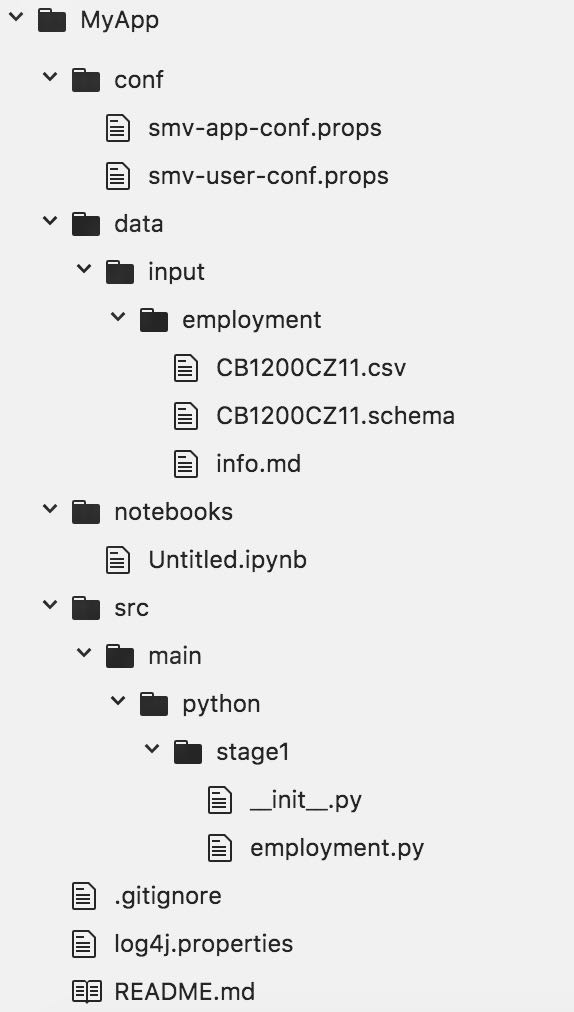 MyApp
conf
smv-app-conf.props
smv-user-conf.props
data
input
employment
CB1200CZ11.csv
CB1200CZ11.schema
info.md
notebooks
Untitled.ipynb
src
main
python
stage1
__init__.py
employment.py
.gitignore
log4j.properties
README.md